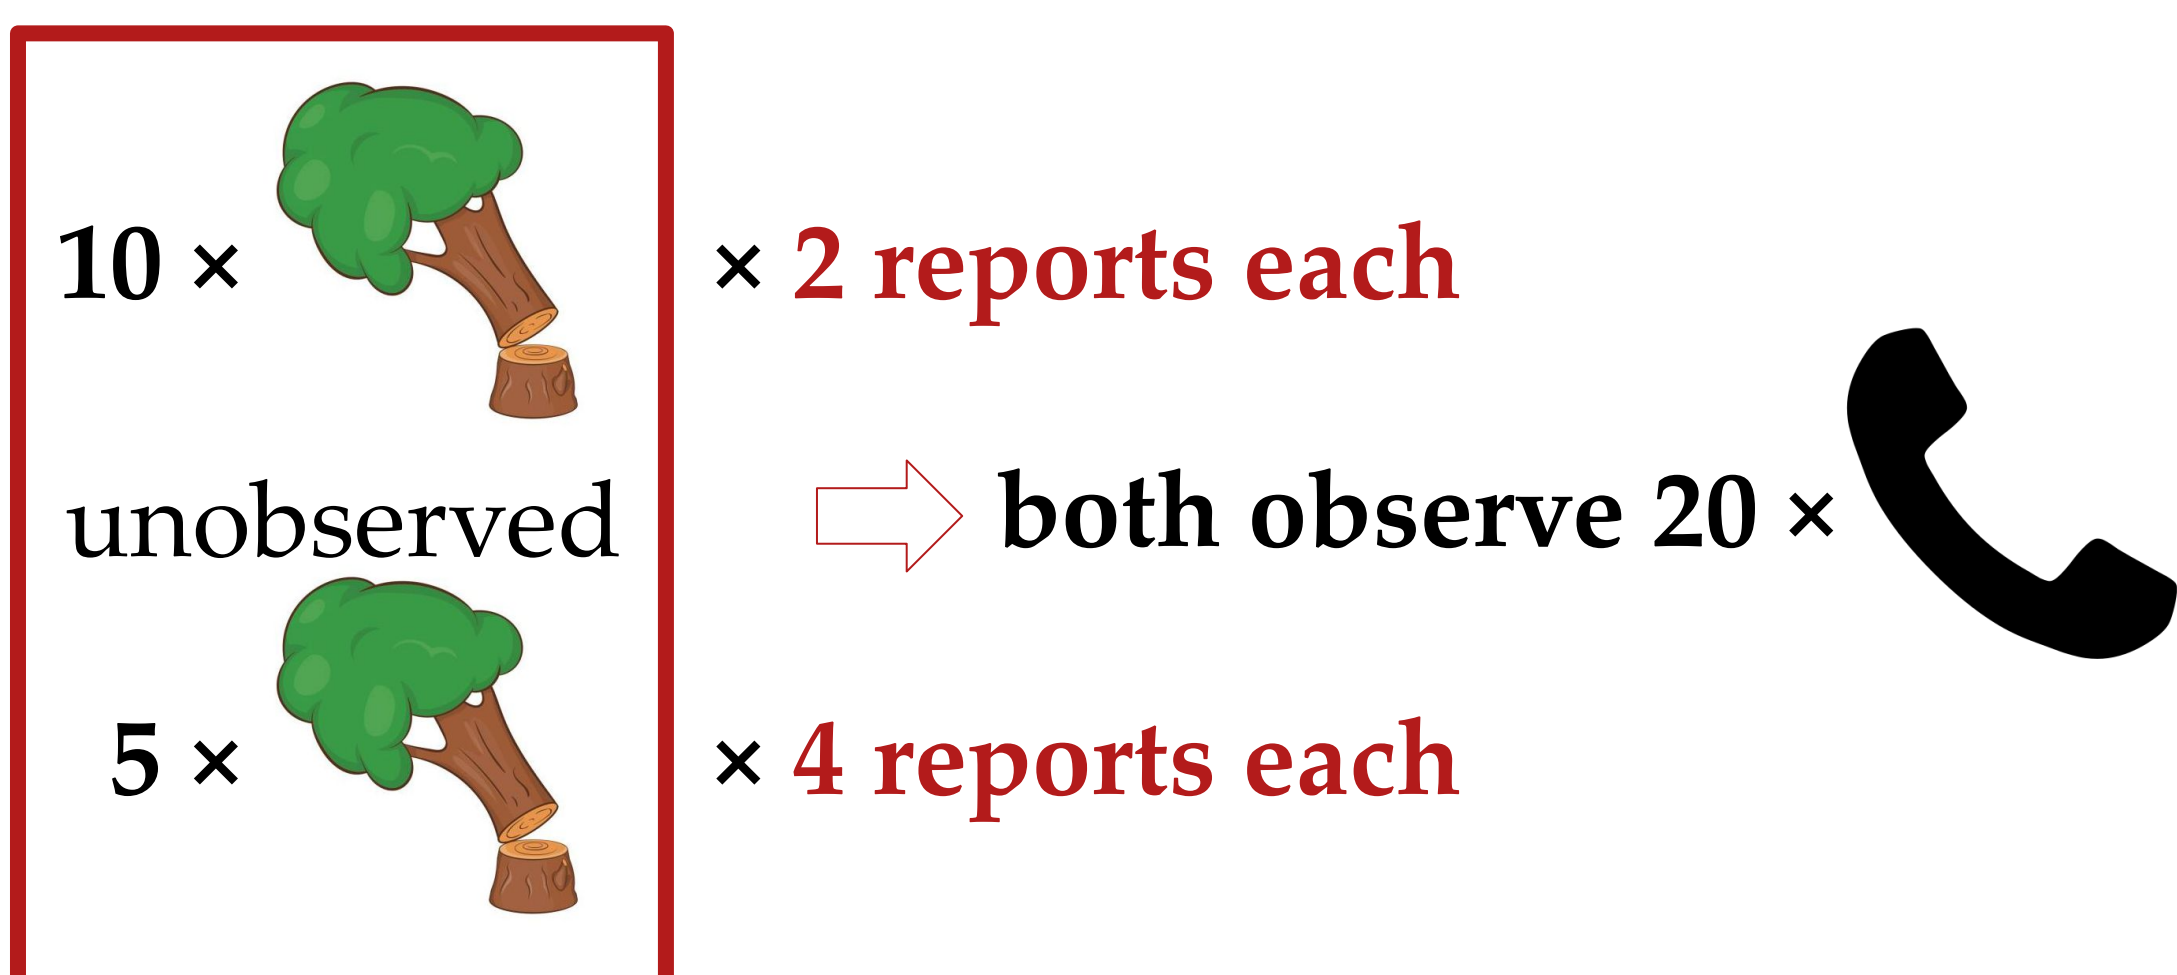 10 × × 2 reports each
unobserved both observe 20 ×
5 × × 4 reports each